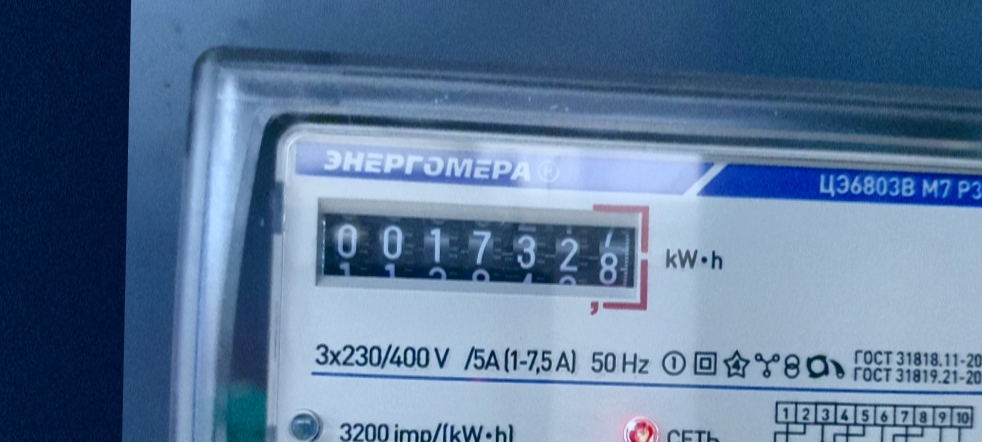 ЭНЕРГОМЕРА®
ЦЭ6803В М7 Р3
0 0 1 7 3 2 8
kW•h
,
3x230/400 V /5A (1-7,5 A) 50 Hz
ГОСТ 31818.11-20
ГОСТ 31819.21-20
1 2 3 4 5 6 7 8 9 10
3200 imp/(kW•h)
СЕТЬ